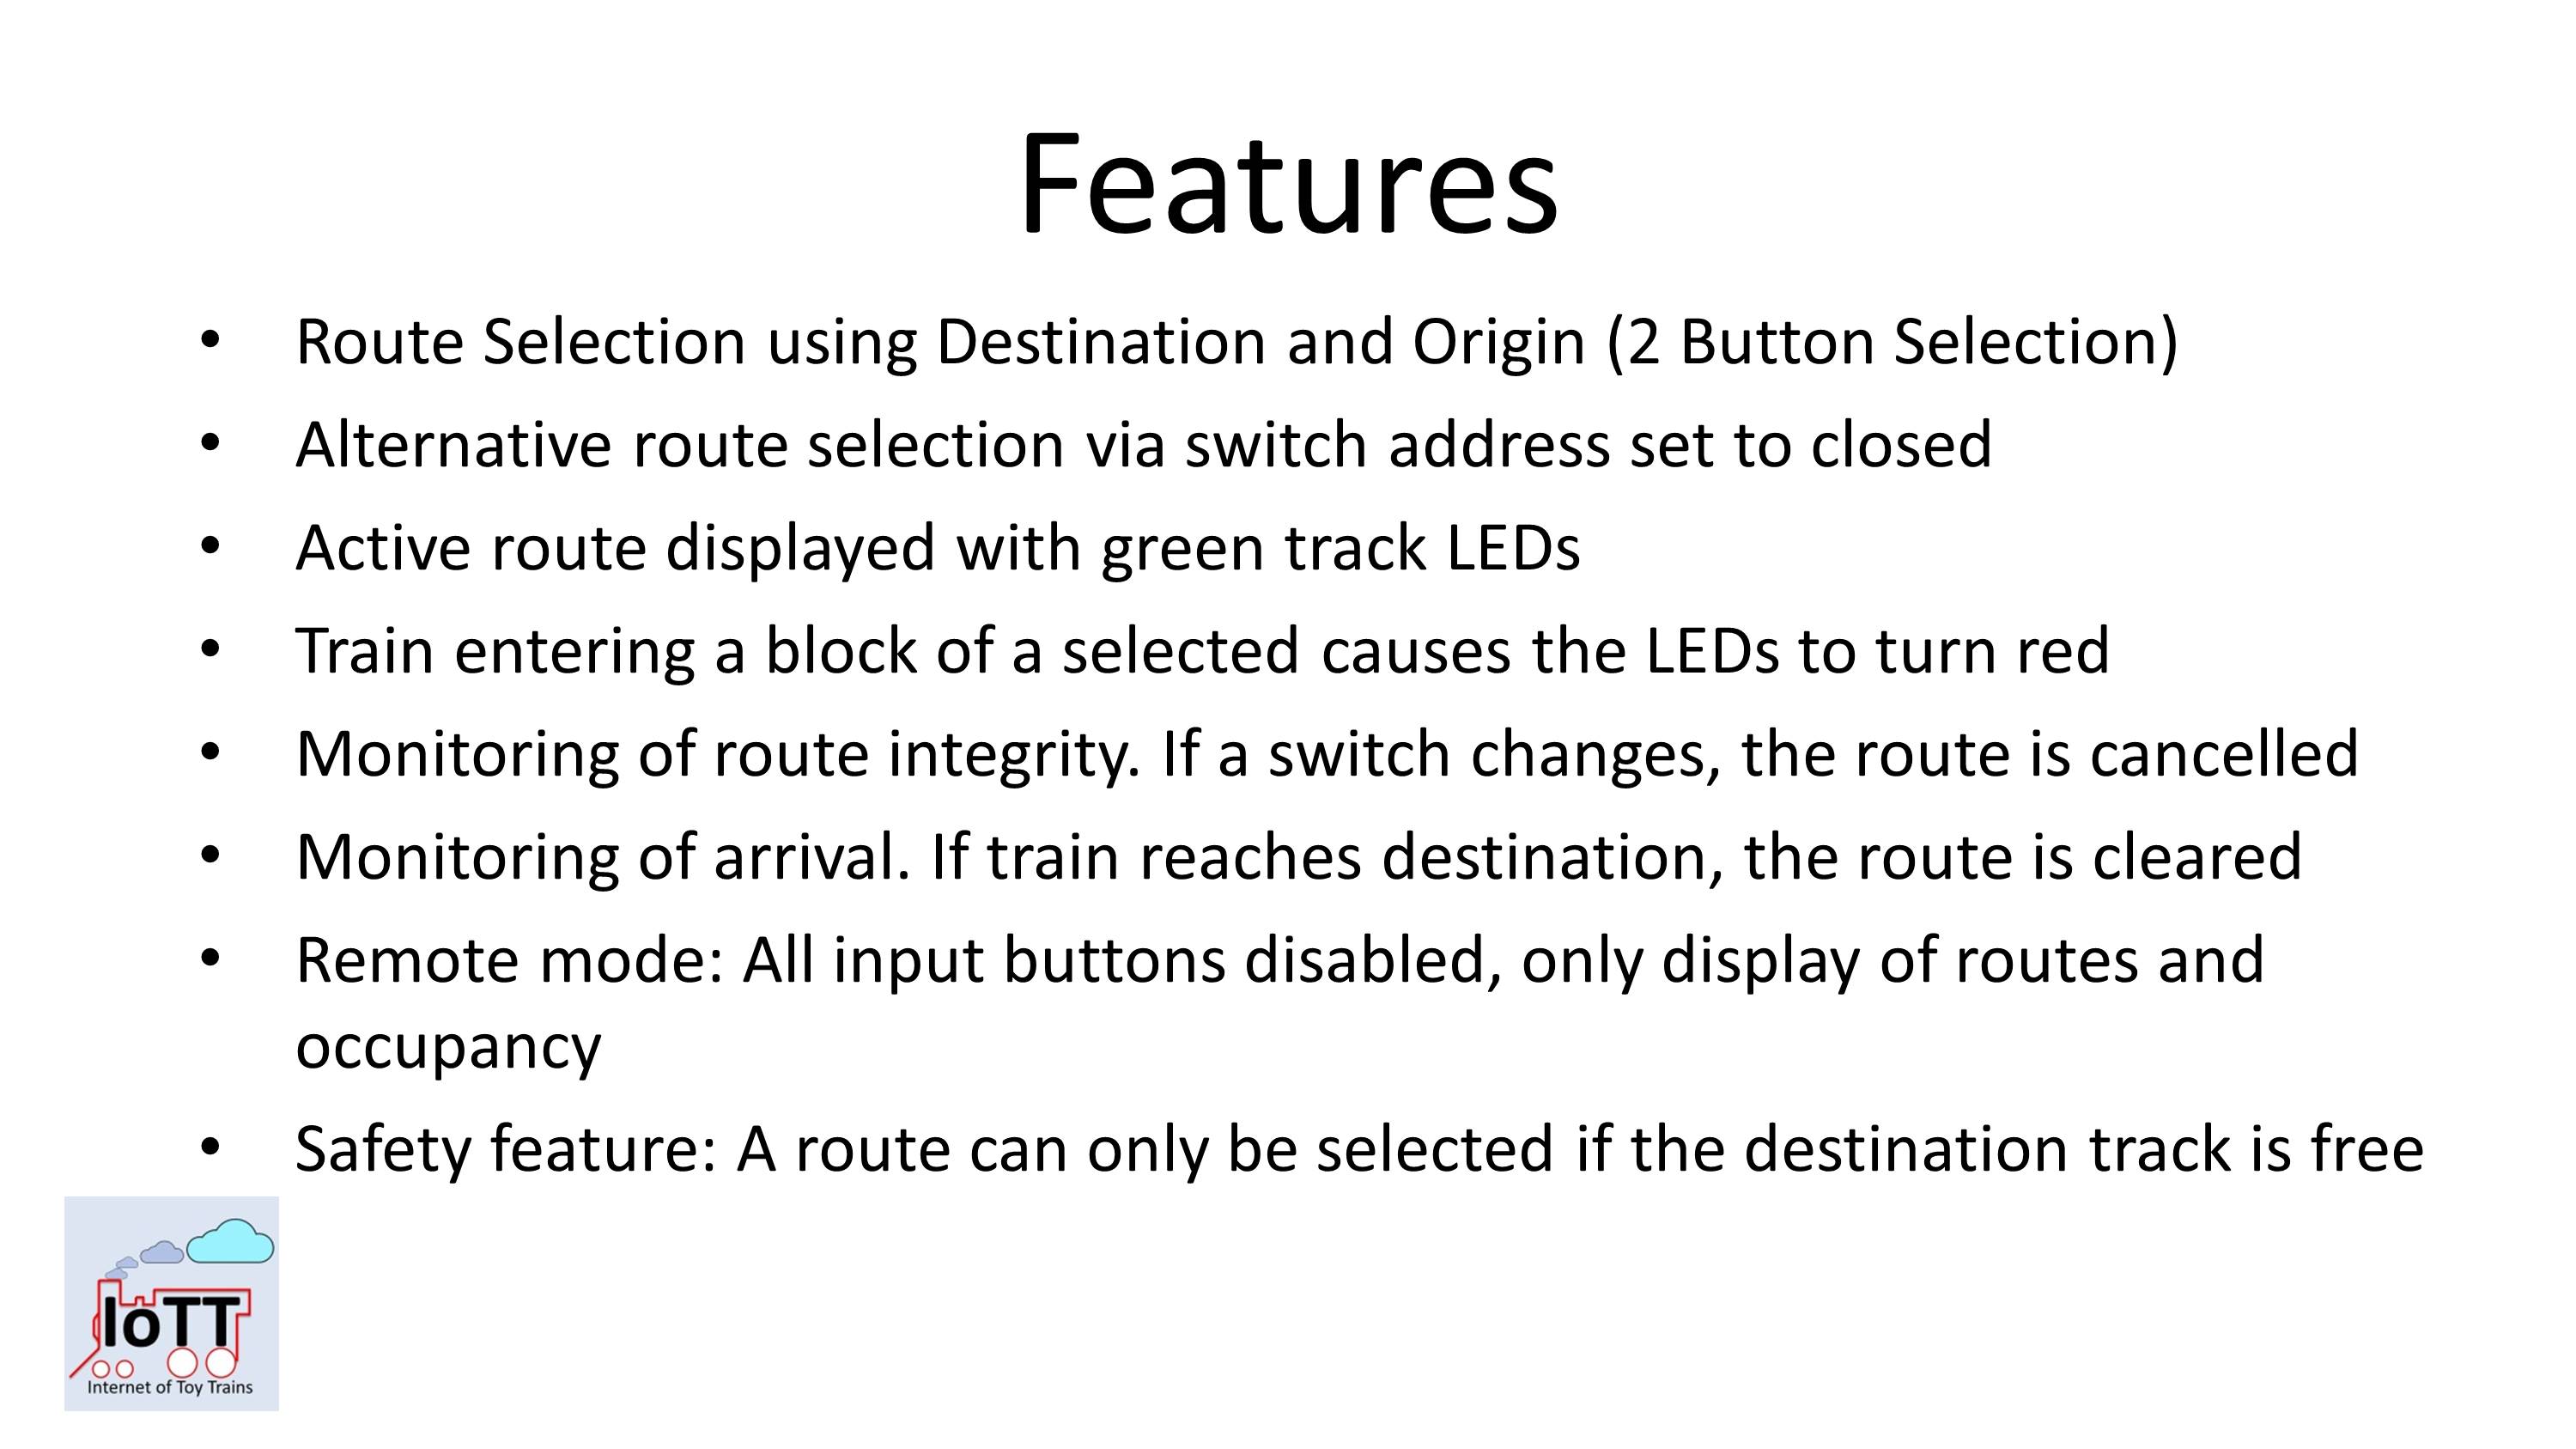 Features
• Route Selection using Destination and Origin (2 Button Selection)
• Alternative route selection via switch address set to closed
• Active route displayed with green track LEDs
• Train entering a block of a selected causes the LEDs to turn red
• Monitoring of route integrity. If a switch changes, the route is cancelled
• Monitoring of arrival. If train reaches destination, the route is cleared
• Remote mode: All input buttons disabled, only display of routes and
occupancy
• Safety feature: A route can only be selected if the destination track is free
IoTT
Internet of Toy Trains